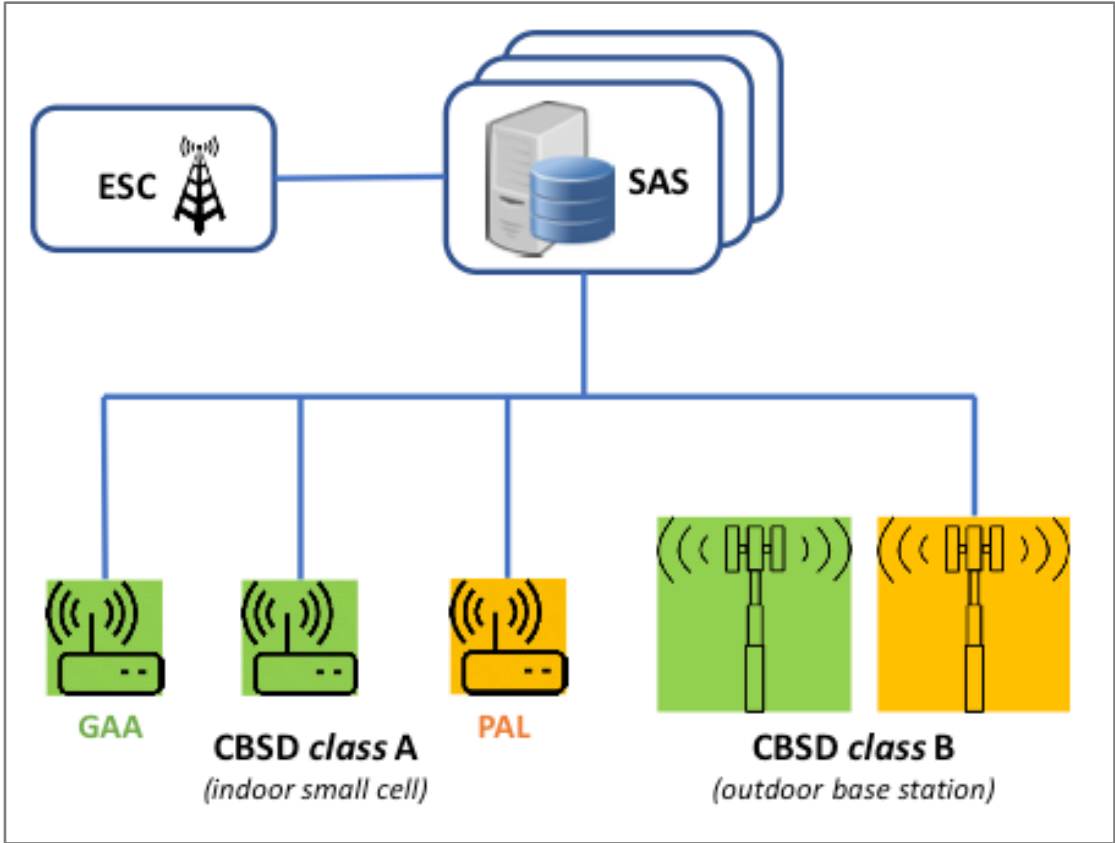 ESC
SAS
GAA
PAL
CBSD class A
(indoor small cell)
CBSD class B
(outdoor base station)